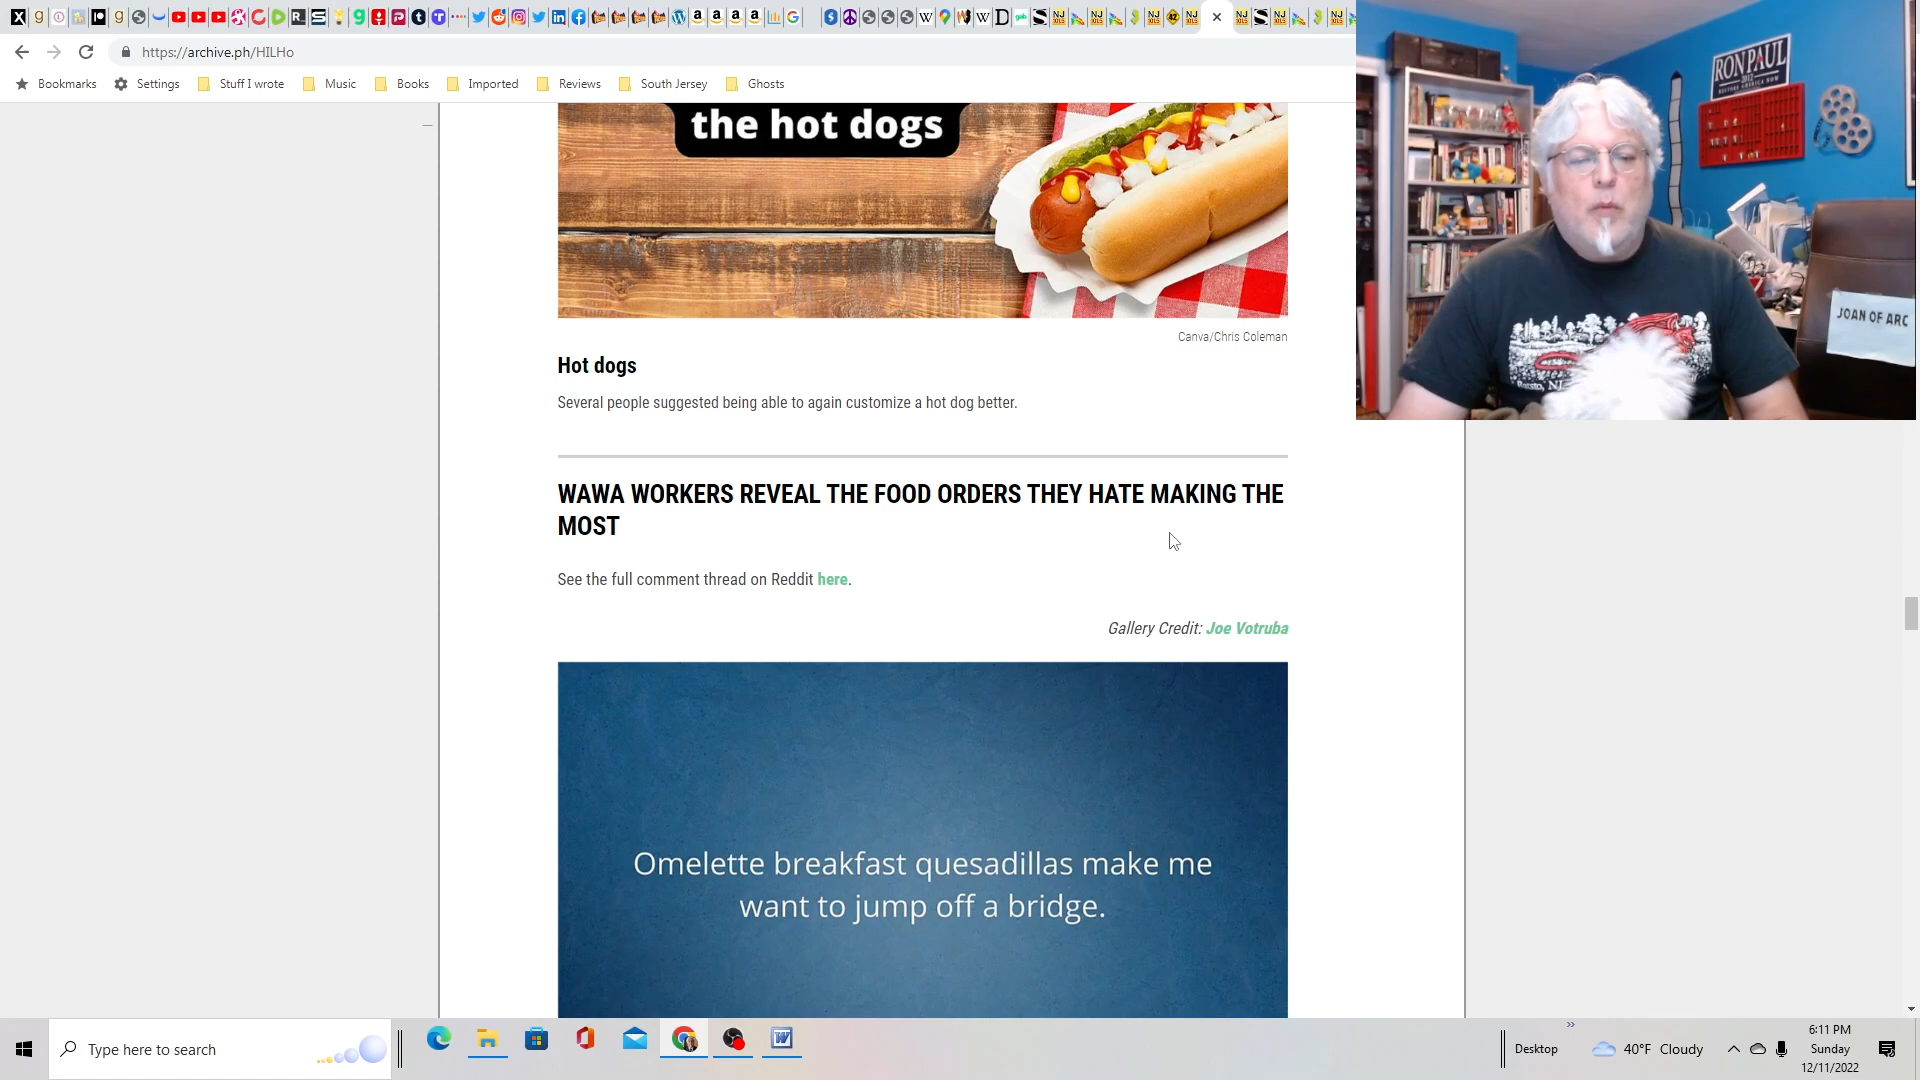 https://archive.ph/HILHo
Bookmarks
Settings
Stuff I wrote
Music
Books
Imported
Reviews
South Jersey
Ghosts
RON PAUL
2012
RESTORE AMERICA NOW
JOAN OF ARC
the hot dogs
Canva/Chris Coleman
Hot dogs
Several people suggested being able to again customize a hot dog better.
WAWA WORKERS REVEAL THE FOOD ORDERS THEY HATE MAKING THE
MOST
See the full comment thread on Reddit here.
Gallery Credit: Joe Votruba
Omelette breakfast quesadillas make me
want to jump off a bridge.
Type here to search
Desktop
40°F Cloudy
6:11 PM
Sunday
12/11/2022